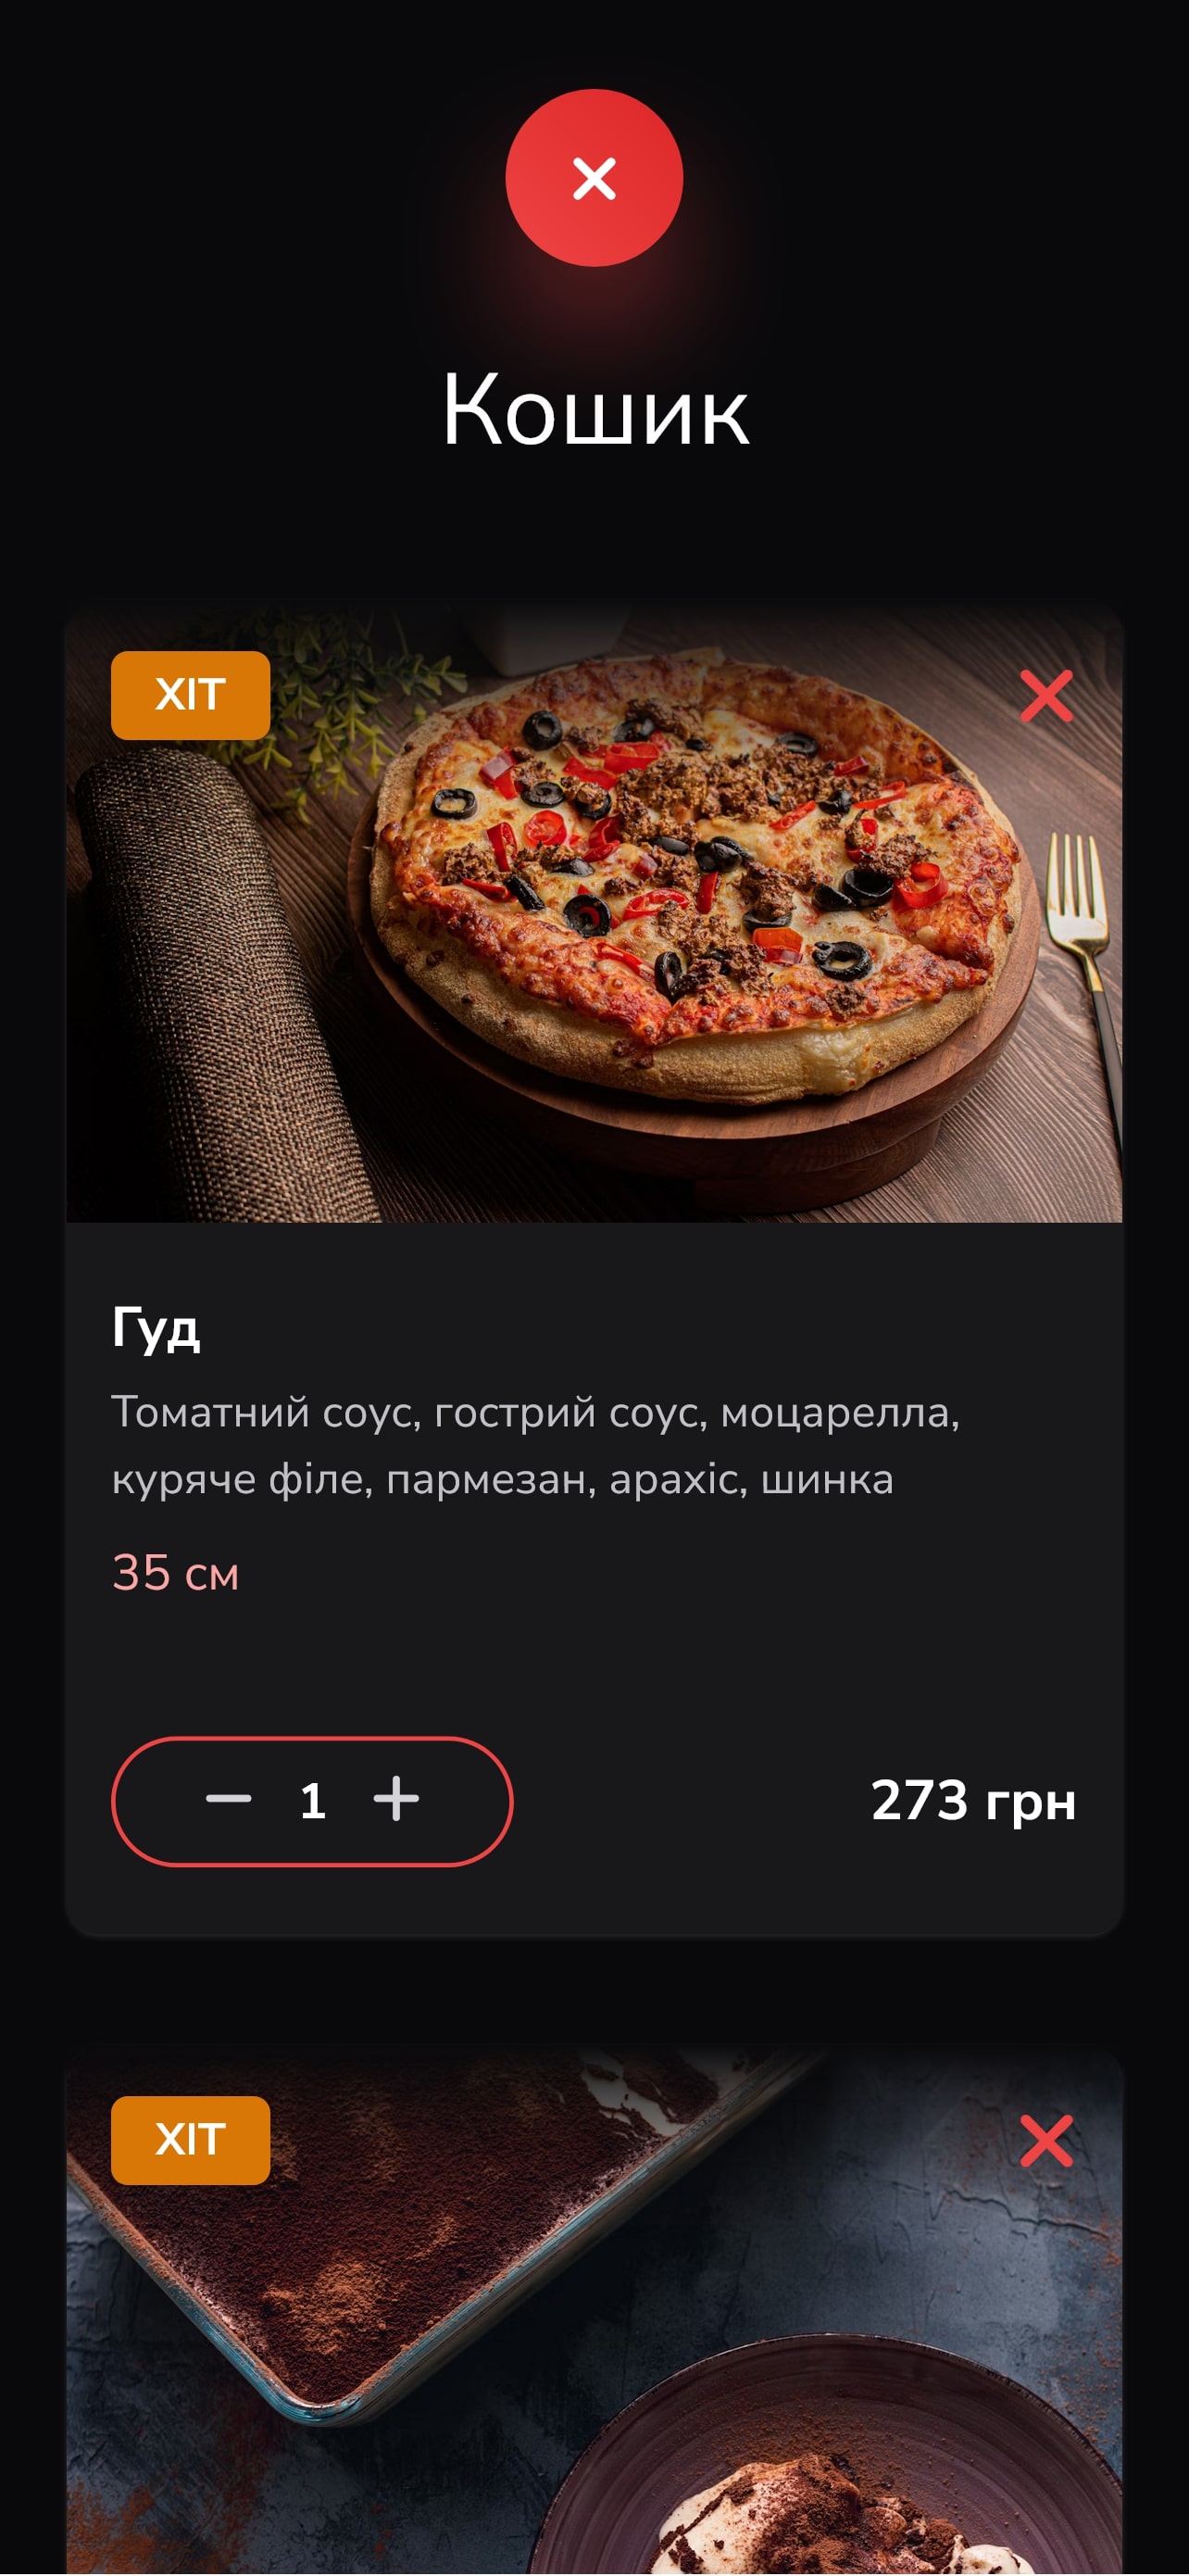 Кошик
ХІТ
Гуд
Томатний соус, гострий соус, моцарелла,
куряче філе, пармезан, арахіс, шинка
35 см
1
273 грн
ХІТ